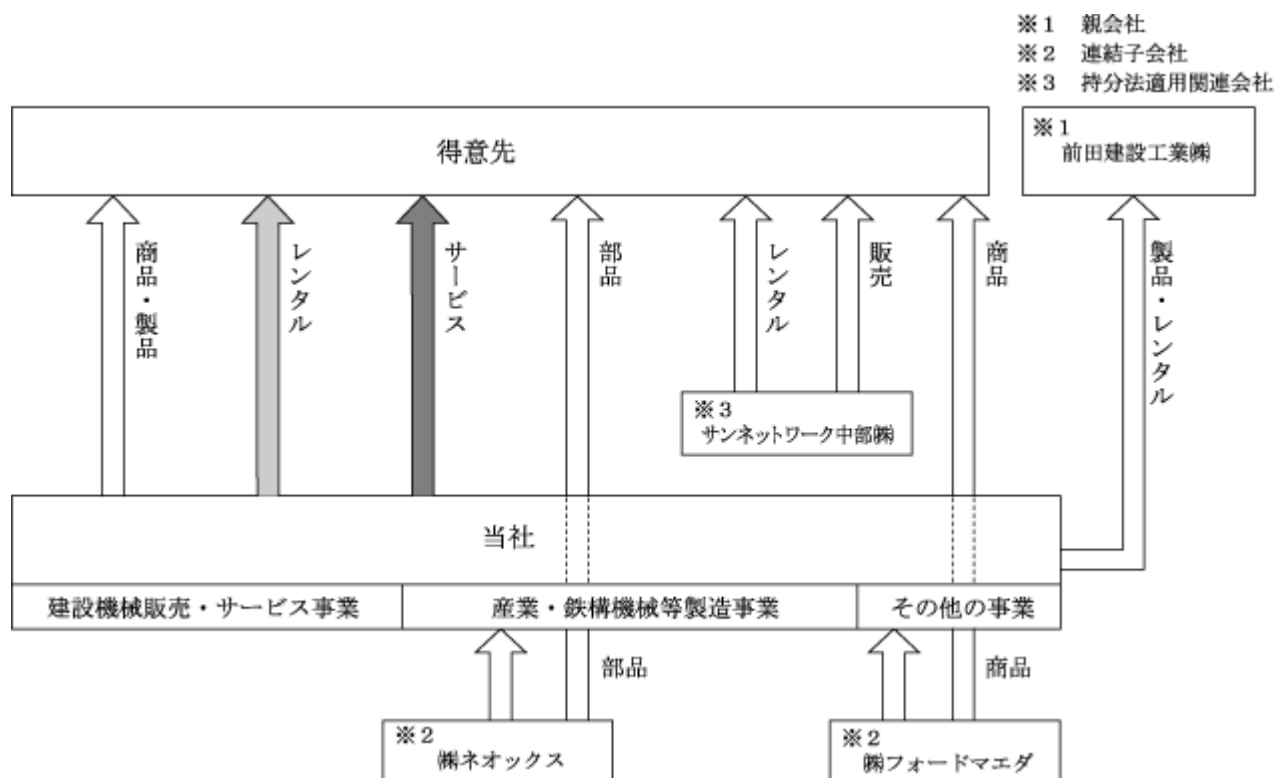 ※1 親会社
※2 連結子会社
※3 持分法適用関連会社
得意先
※1
前田建設工業㈱
商品・製品
レンタル
サービス
部品
レンタル
販売
商品
製品・レンタル
※3
サンネットワーク中部㈱
当社
建設機械販売・サービス事業
産業・鉄構機械等製造事業
その他の事業
部品
商品
※2
㈱ネオックス
※2
㈱フォードマエダ